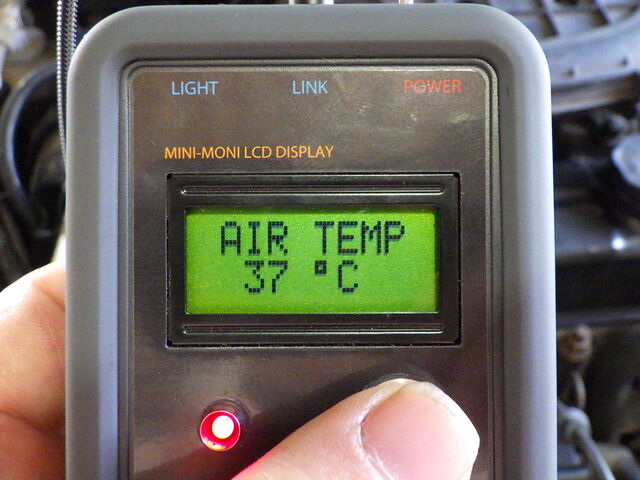 LIGHT LINK POWER
MINI-MONI LCD DISPLAY
AIR TEMP
37 °C